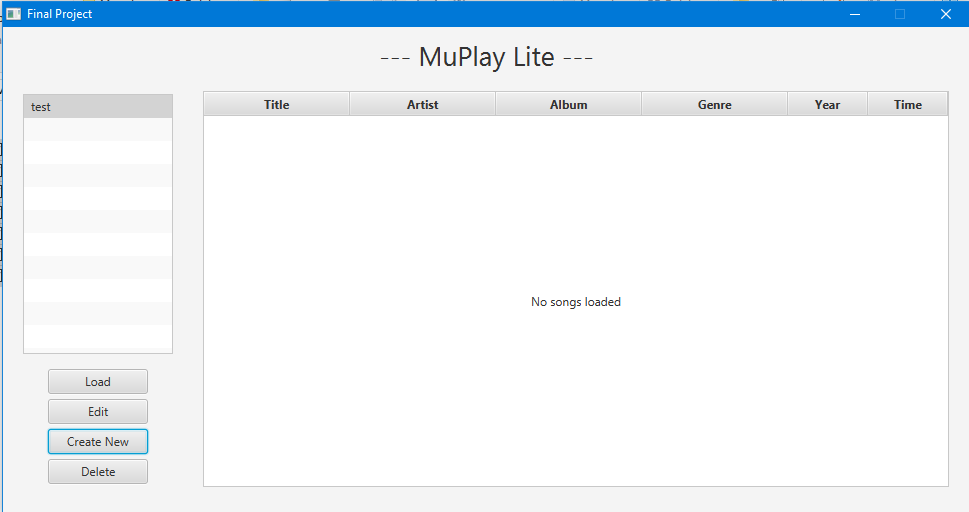 Final Project
--- MuPlay Lite ---
test
Title Artist Album Genre Year Time
No songs loaded
Load
Edit
Create New
Delete